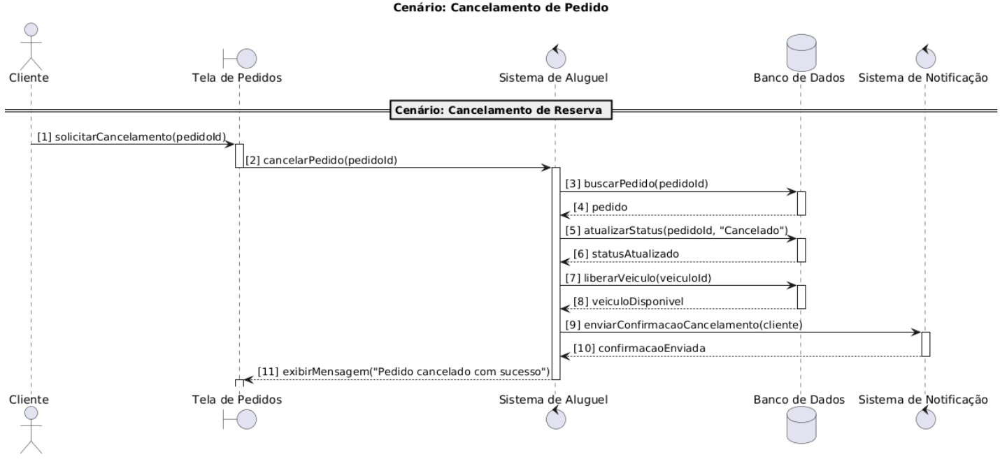 Cenário: Cancelamento de Pedido
Cliente
Tela de Pedidos
Sistema de Aluguel
Banco de Dados
Sistema de Notificação
Cenário: Cancelamento de Reserva
[1] solicitarCancelamento(pedidoId)
[2] cancelarPedido(pedidoId)
[3] buscarPedido(pedidoId)
[4] pedido
[5] atualizarStatus(pedidoId, "Cancelado")
[6] statusAtualizado
[7] liberarVeiculo(veiculoId)
[8] veiculoDisponivel
[9] enviarConfirmacaoCancelamento(cliente)
[10] confirmacaoEnviada
[11] exibirMensagem("Pedido cancelado com sucesso")
Cliente
Tela de Pedidos
Sistema de Aluguel
Banco de Dados
Sistema de Notificação